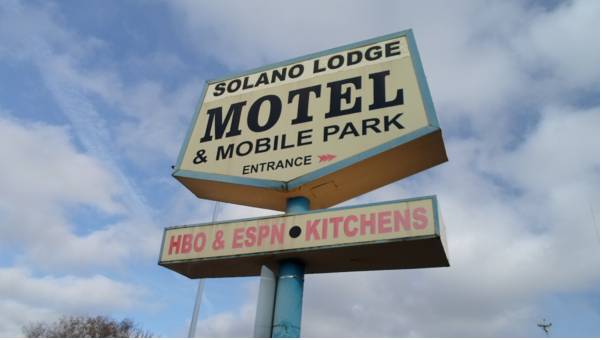 SOLANO LODGE
MOTEL
& MOBILE PARK
ENTRANCE
HBO & ESPN • KITCHENS